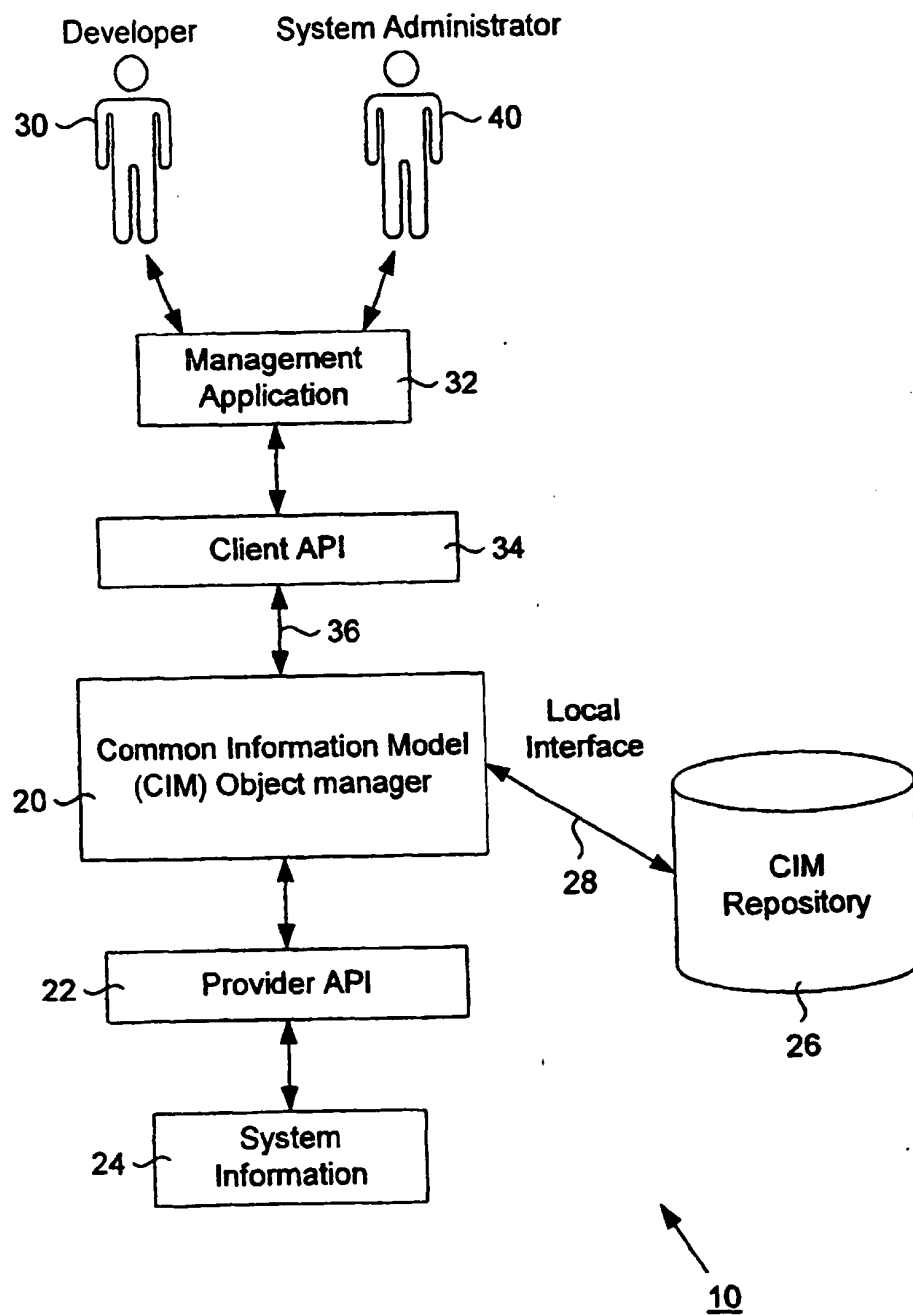 Developer
System Administrator
30
40
Management
Application
32
Client API
34
36
Common Information Model
(CIM) Object manager
20
Local
Interface
28
CIM
Repository
26
22
Provider API
24
System
Information
10